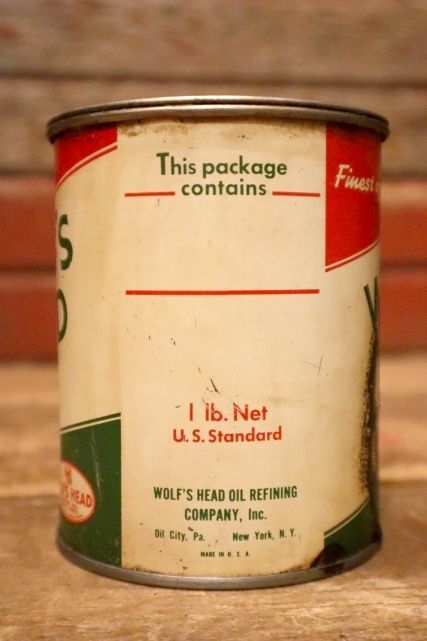 This package
contains
1 lb. Net
U.S. Standard
WOLF'S HEAD OIL REFINING
COMPANY, Inc.
Oil City, Pa. New York, N.Y.
MADE IN U. S. A.
Finest
'S
D
W
HEAD